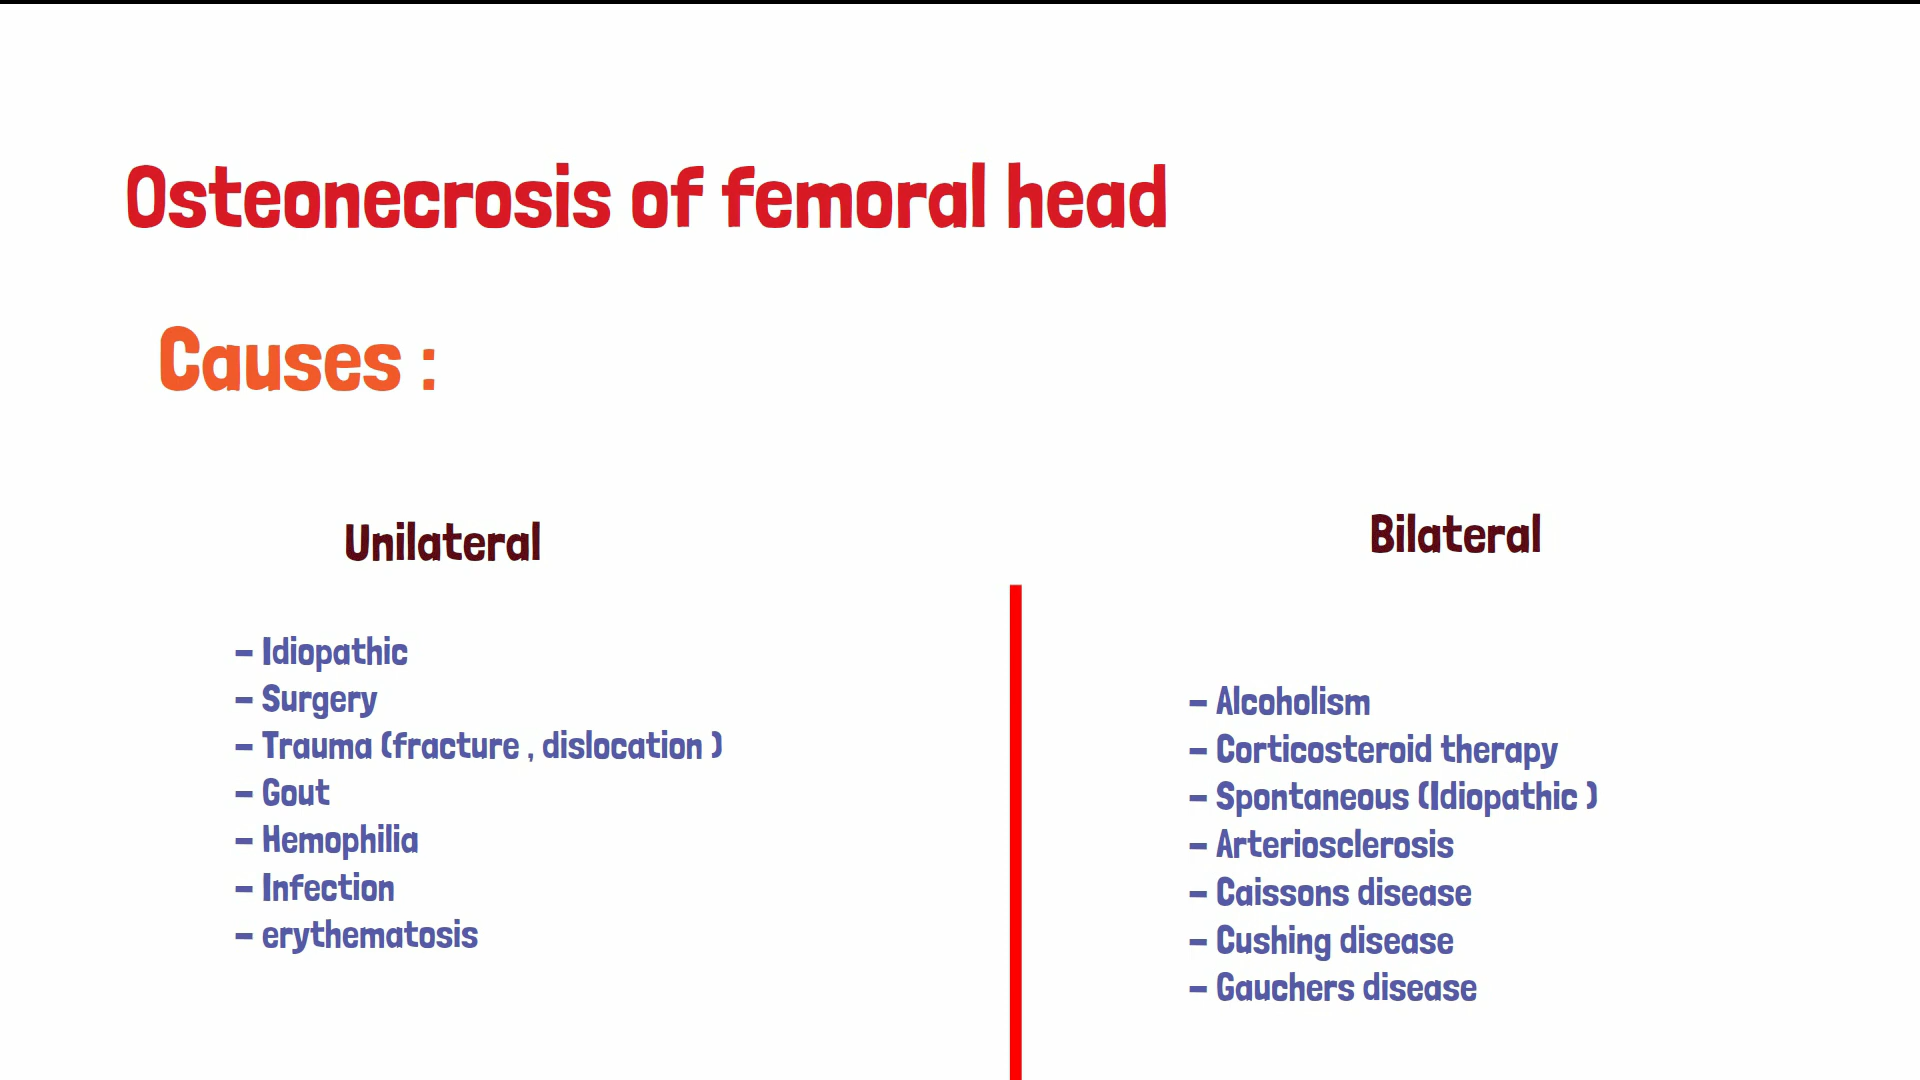 Osteonecrosis of femoral head
Causes :
Unilateral
- Idiopathic
- Surgery
- Trauma (fracture , dislocation )
- Gout
- Hemophilia
- Infection
- erythematosis
Bilateral
- Alcoholism
- Corticosteroid therapy
- Spontaneous (Idiopathic )
- Arteriosclerosis
- Caissons disease
- Cushing disease
- Gauchers disease